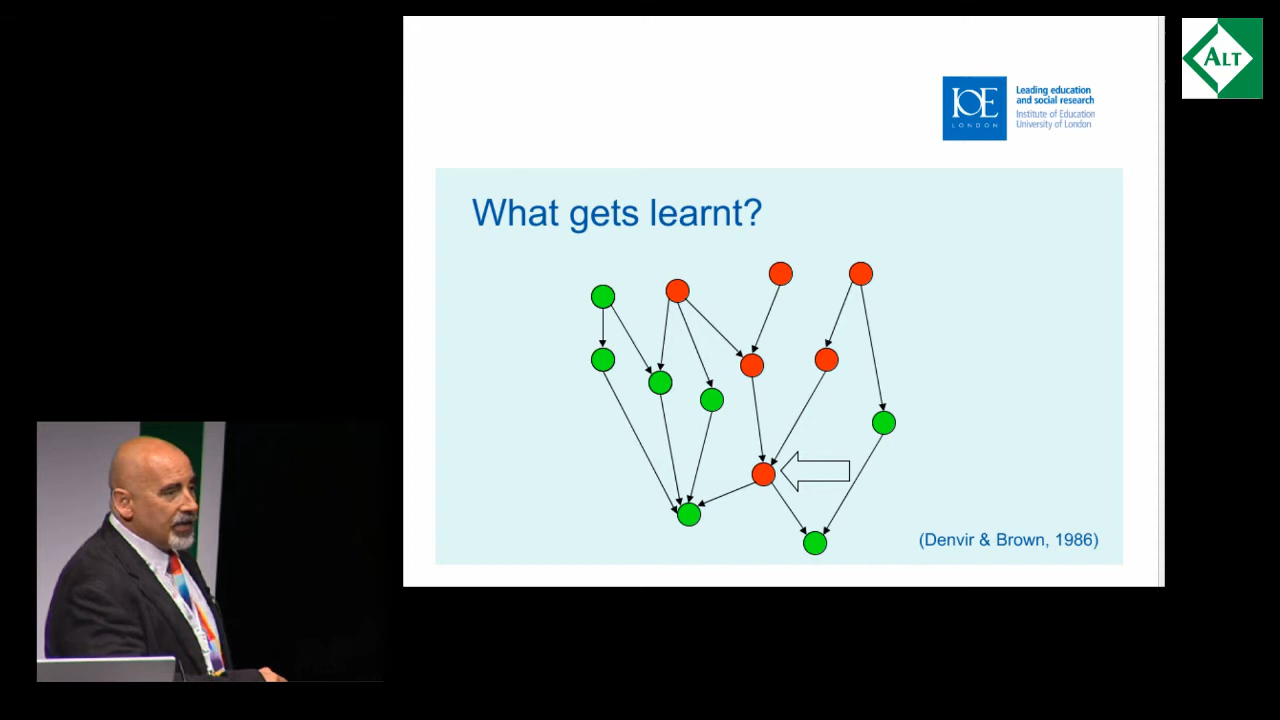 ALT
IOE
LONDON
Leading education
and social research
Institute of Education
University of London
What gets learnt?
(Denvir & Brown, 1986)